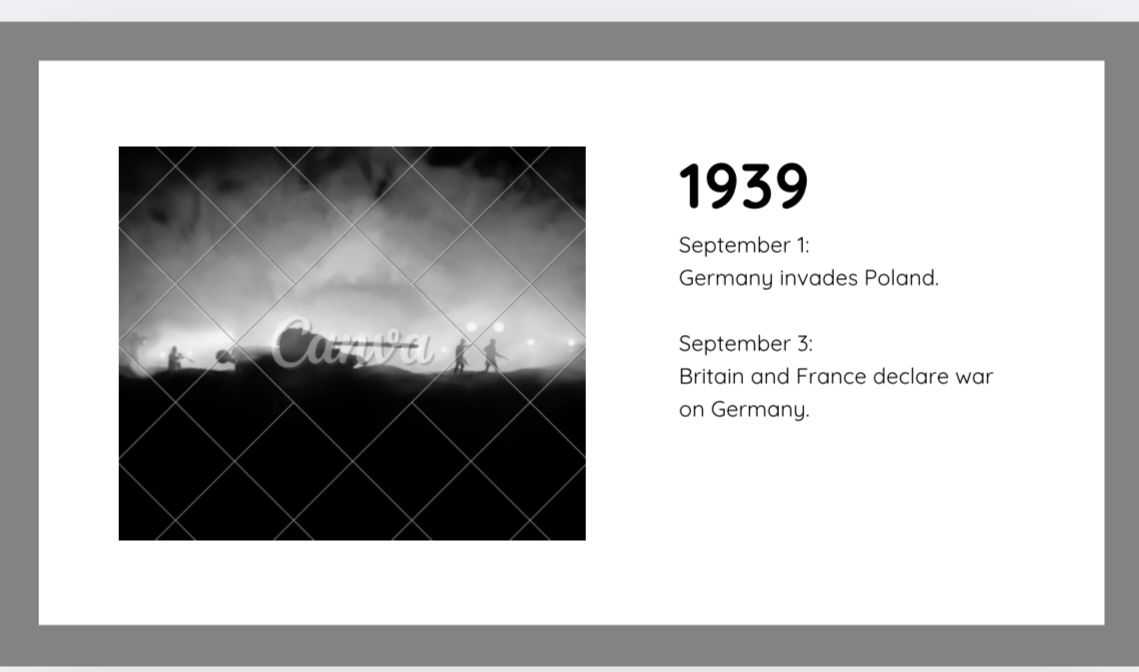 Canva
1939
September 1:
Germany invades Poland.
September 3:
Britain and France declare war
on Germany.